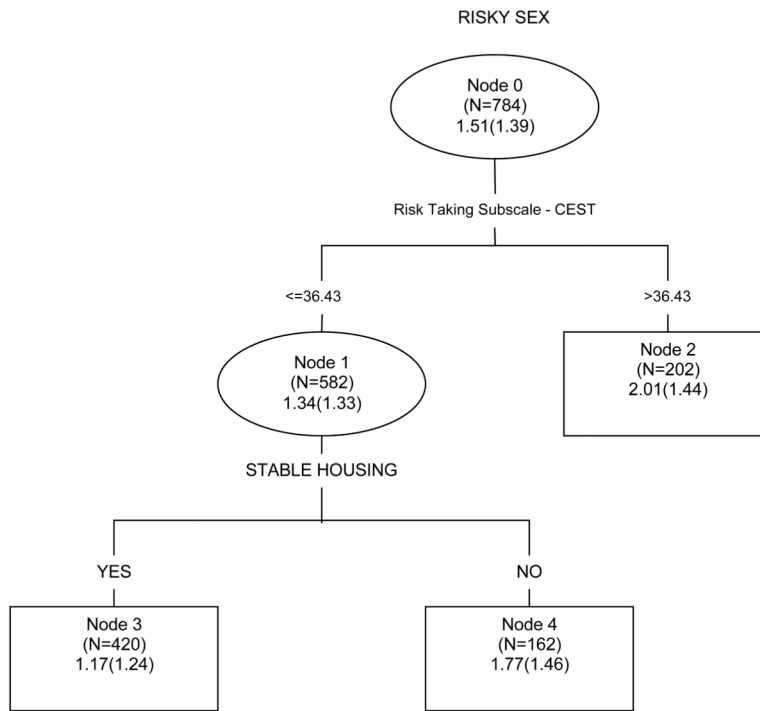 RISKY SEX
Node 0
(N=784)
1.51(1.39)
Risk Taking Subscale - CEST
<=36.43
>36.43
Node 1
(N=582)
1.34(1.33)
Node 2
(N=202)
2.01(1.44)
STABLE HOUSING
YES
NO
Node 3
(N=420)
1.17(1.24)
Node 4
(N=162)
1.77(1.46)